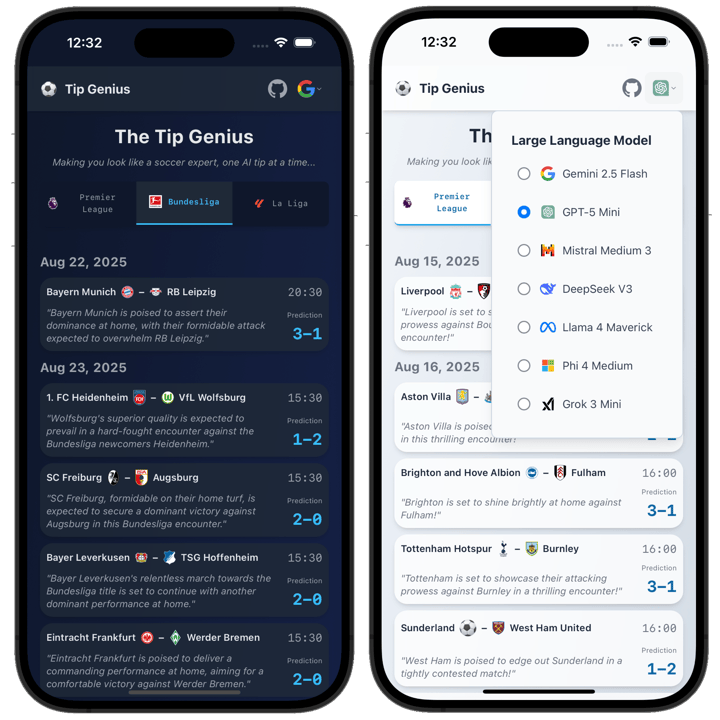 12:32
Tip Genius
The Tip Genius
Making you look like a soccer expert, one AI tip at a time...
Premier
League
Bundesliga
La Liga
Aug 22, 2025
Bayern Munich – RB Leipzig 20:30
"Bayern Munich is poised to assert their
dominance at home, with their formidable attack
expected to overwhelm RB Leipzig."
Prediction
3–1
Aug 23, 2025
1. FC Heidenheim – VfL Wolfsburg 15:30
"Wolfsburg's superior quality is expected to
prevail in a hard-fought encounter against the
Bundesliga newcomers Heidenheim."
Prediction
1–2
SC Freiburg – Augsburg 15:30
"SC Freiburg, formidable on their home turf, is
expected to secure a dominant victory against
Augsburg in this Bundesliga encounter."
Prediction
2–0
Bayer Leverkusen – TSG Hoffenheim 15:30
"Bayer Leverkusen's relentless march towards the
Bundesliga title is set to continue with another
dominant performance at home."
Prediction
2–0
Eintracht Frankfurt – Werder Bremen 15:30
"Eintracht Frankfurt is poised to deliver a
commanding performance at home, aiming for a
comfortable victory against Werder Bremen."
Prediction
2–0
12:32
Tip Genius
Th
Making you look lik
Premier
League
Large Language Model
Gemini 2.5 Flash
GPT-5 Mini
Mistral Medium 3
DeepSeek V3
Llama 4 Maverick
Phi 4 Medium
Grok 3 Mini
Aug 15, 2025
Liverpool –
"Liverpool is set to s
prowess against Bou
encounter!"
Aug 16, 2025
Aston Villa –
"Aston Villa is poised
in this thrilling encounter!"
Brighton and Hove Albion – Fulham 16:00
"Brighton is set to shine brightly at home against
Fulham!"
Prediction
3–1
Tottenham Hotspur – Burnley 16:00
"Tottenham is set to showcase their attacking
prowess against Burnley in a thrilling encounter!"
Prediction
3–1
Sunderland – West Ham United 16:00
"West Ham is poised to edge out Sunderland in a
tightly contested match!"
Prediction
1–2